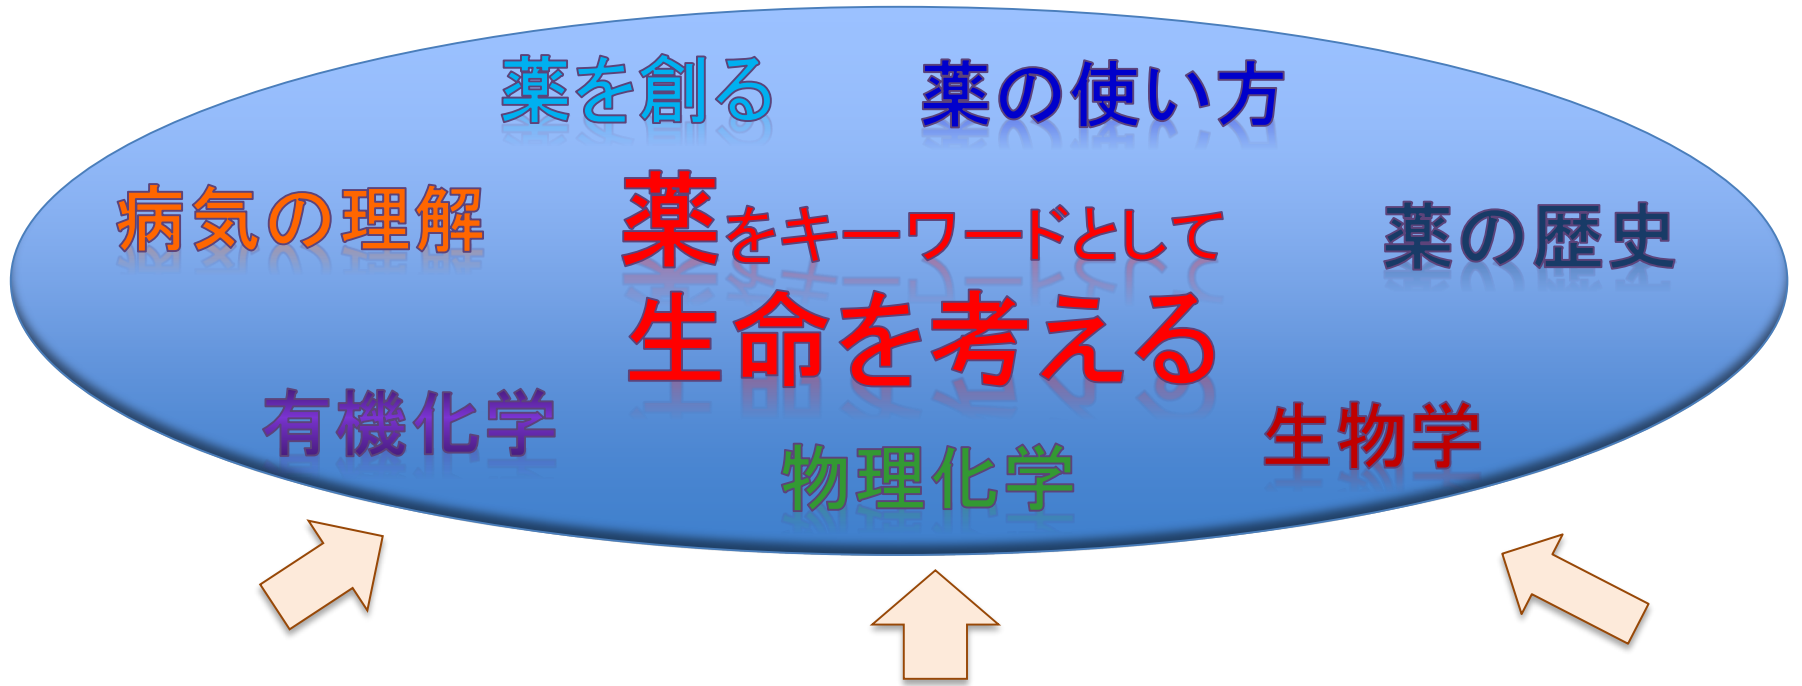 薬を創る
薬の使い方
病気の理解
薬をキーワードとして
生命を考える
薬の歴史
有機化学
物理化学
生物学